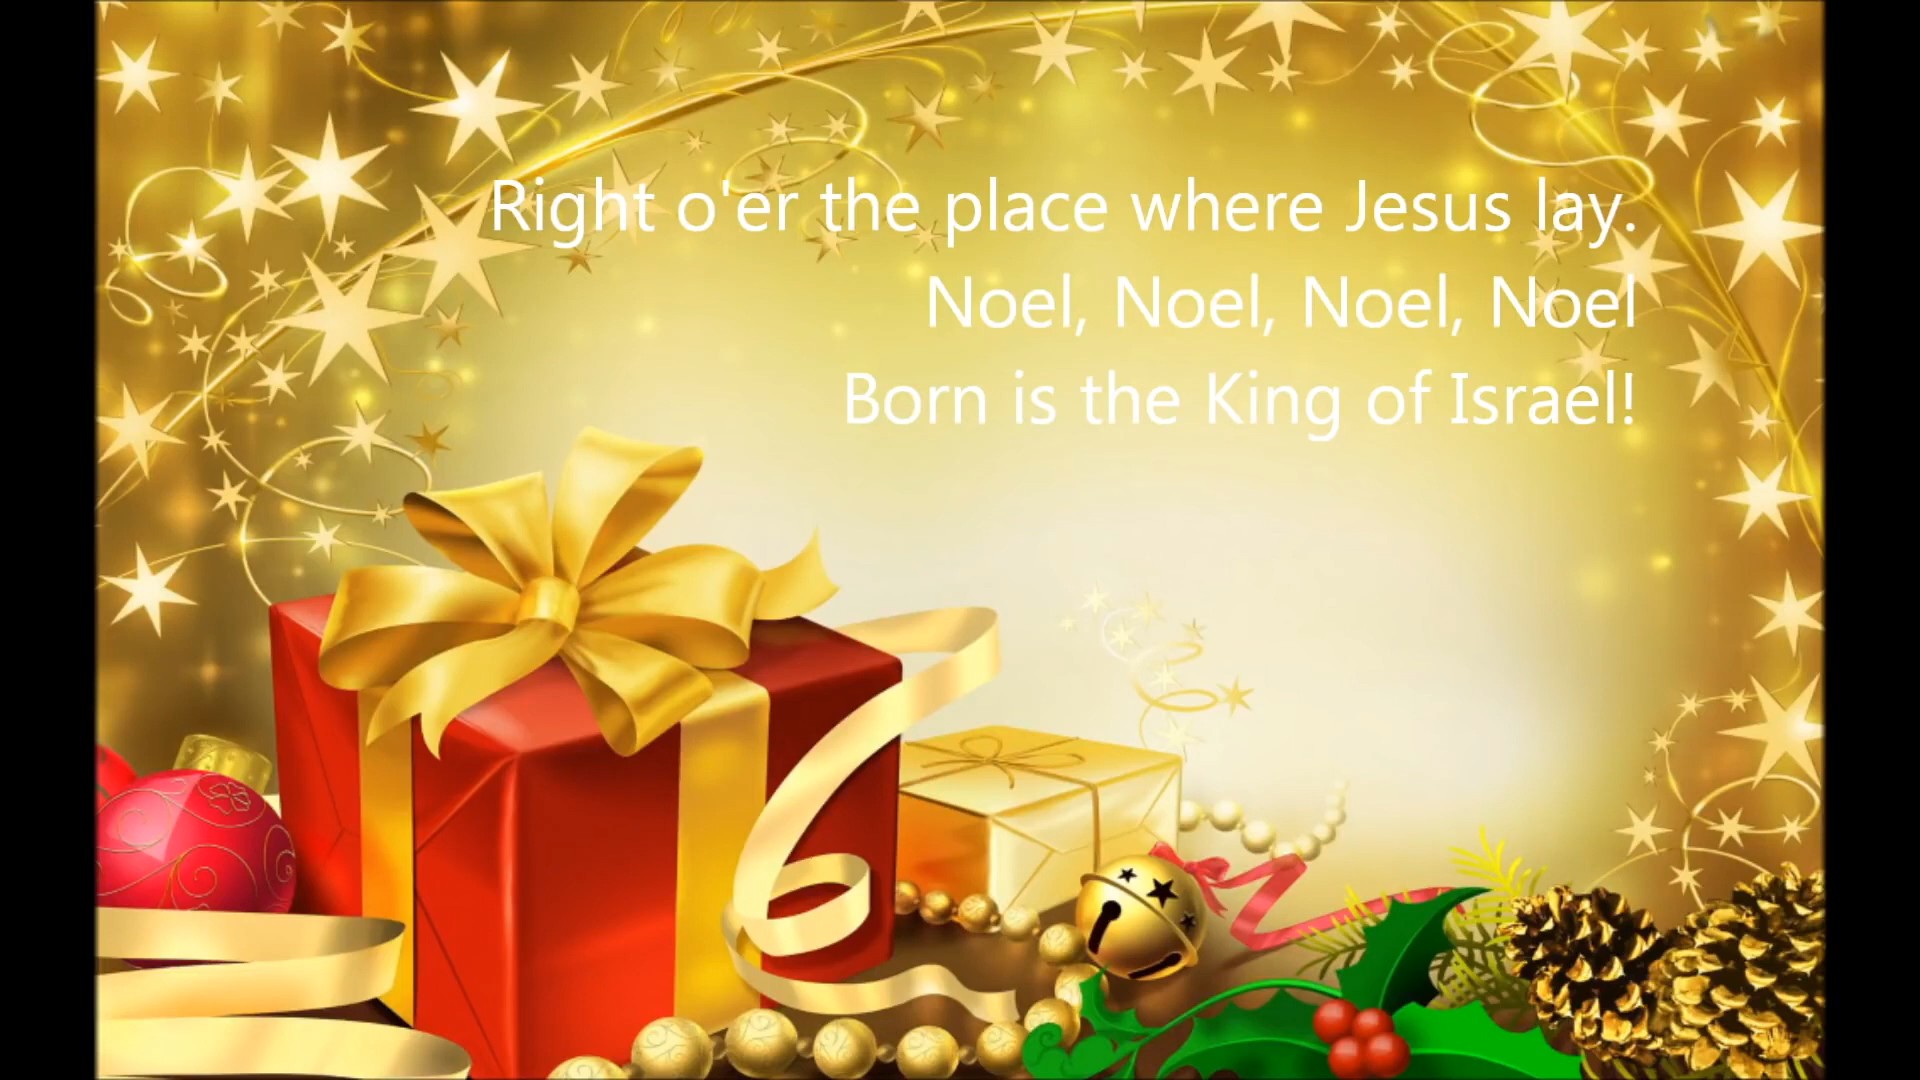 Right o'er the place where Jesus lay.
Noel, Noel, Noel, Noel
Born is the King of Israel!